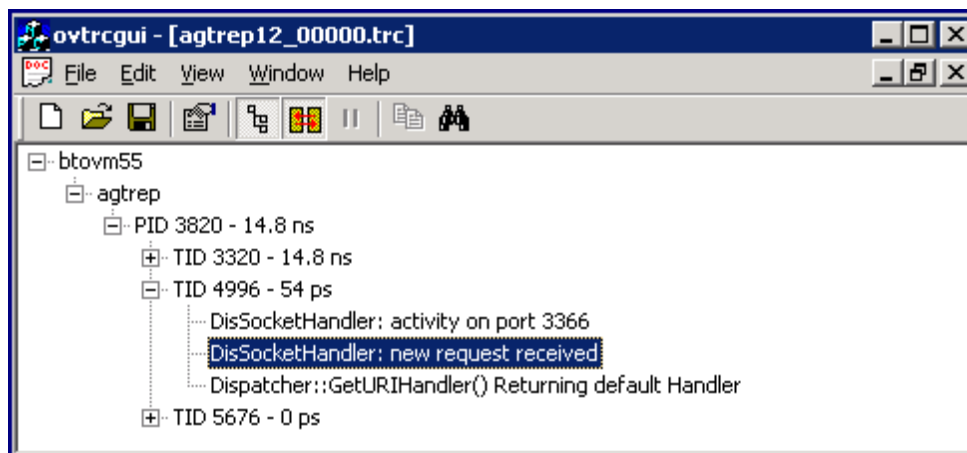 ovtrcgui - [agtrep12_00000.trc]
DOC File Edit View Window Help
btovm55
agtrep
PID 3820 - 14.8 ns
TID 3320 - 14.8 ns
TID 4996 - 54 ps
DisSocketHandler: activity on port 3366
DisSocketHandler: new request received
Dispatcher::GetURIHandler() Returning default Handler
TID 5676 - 0 ps